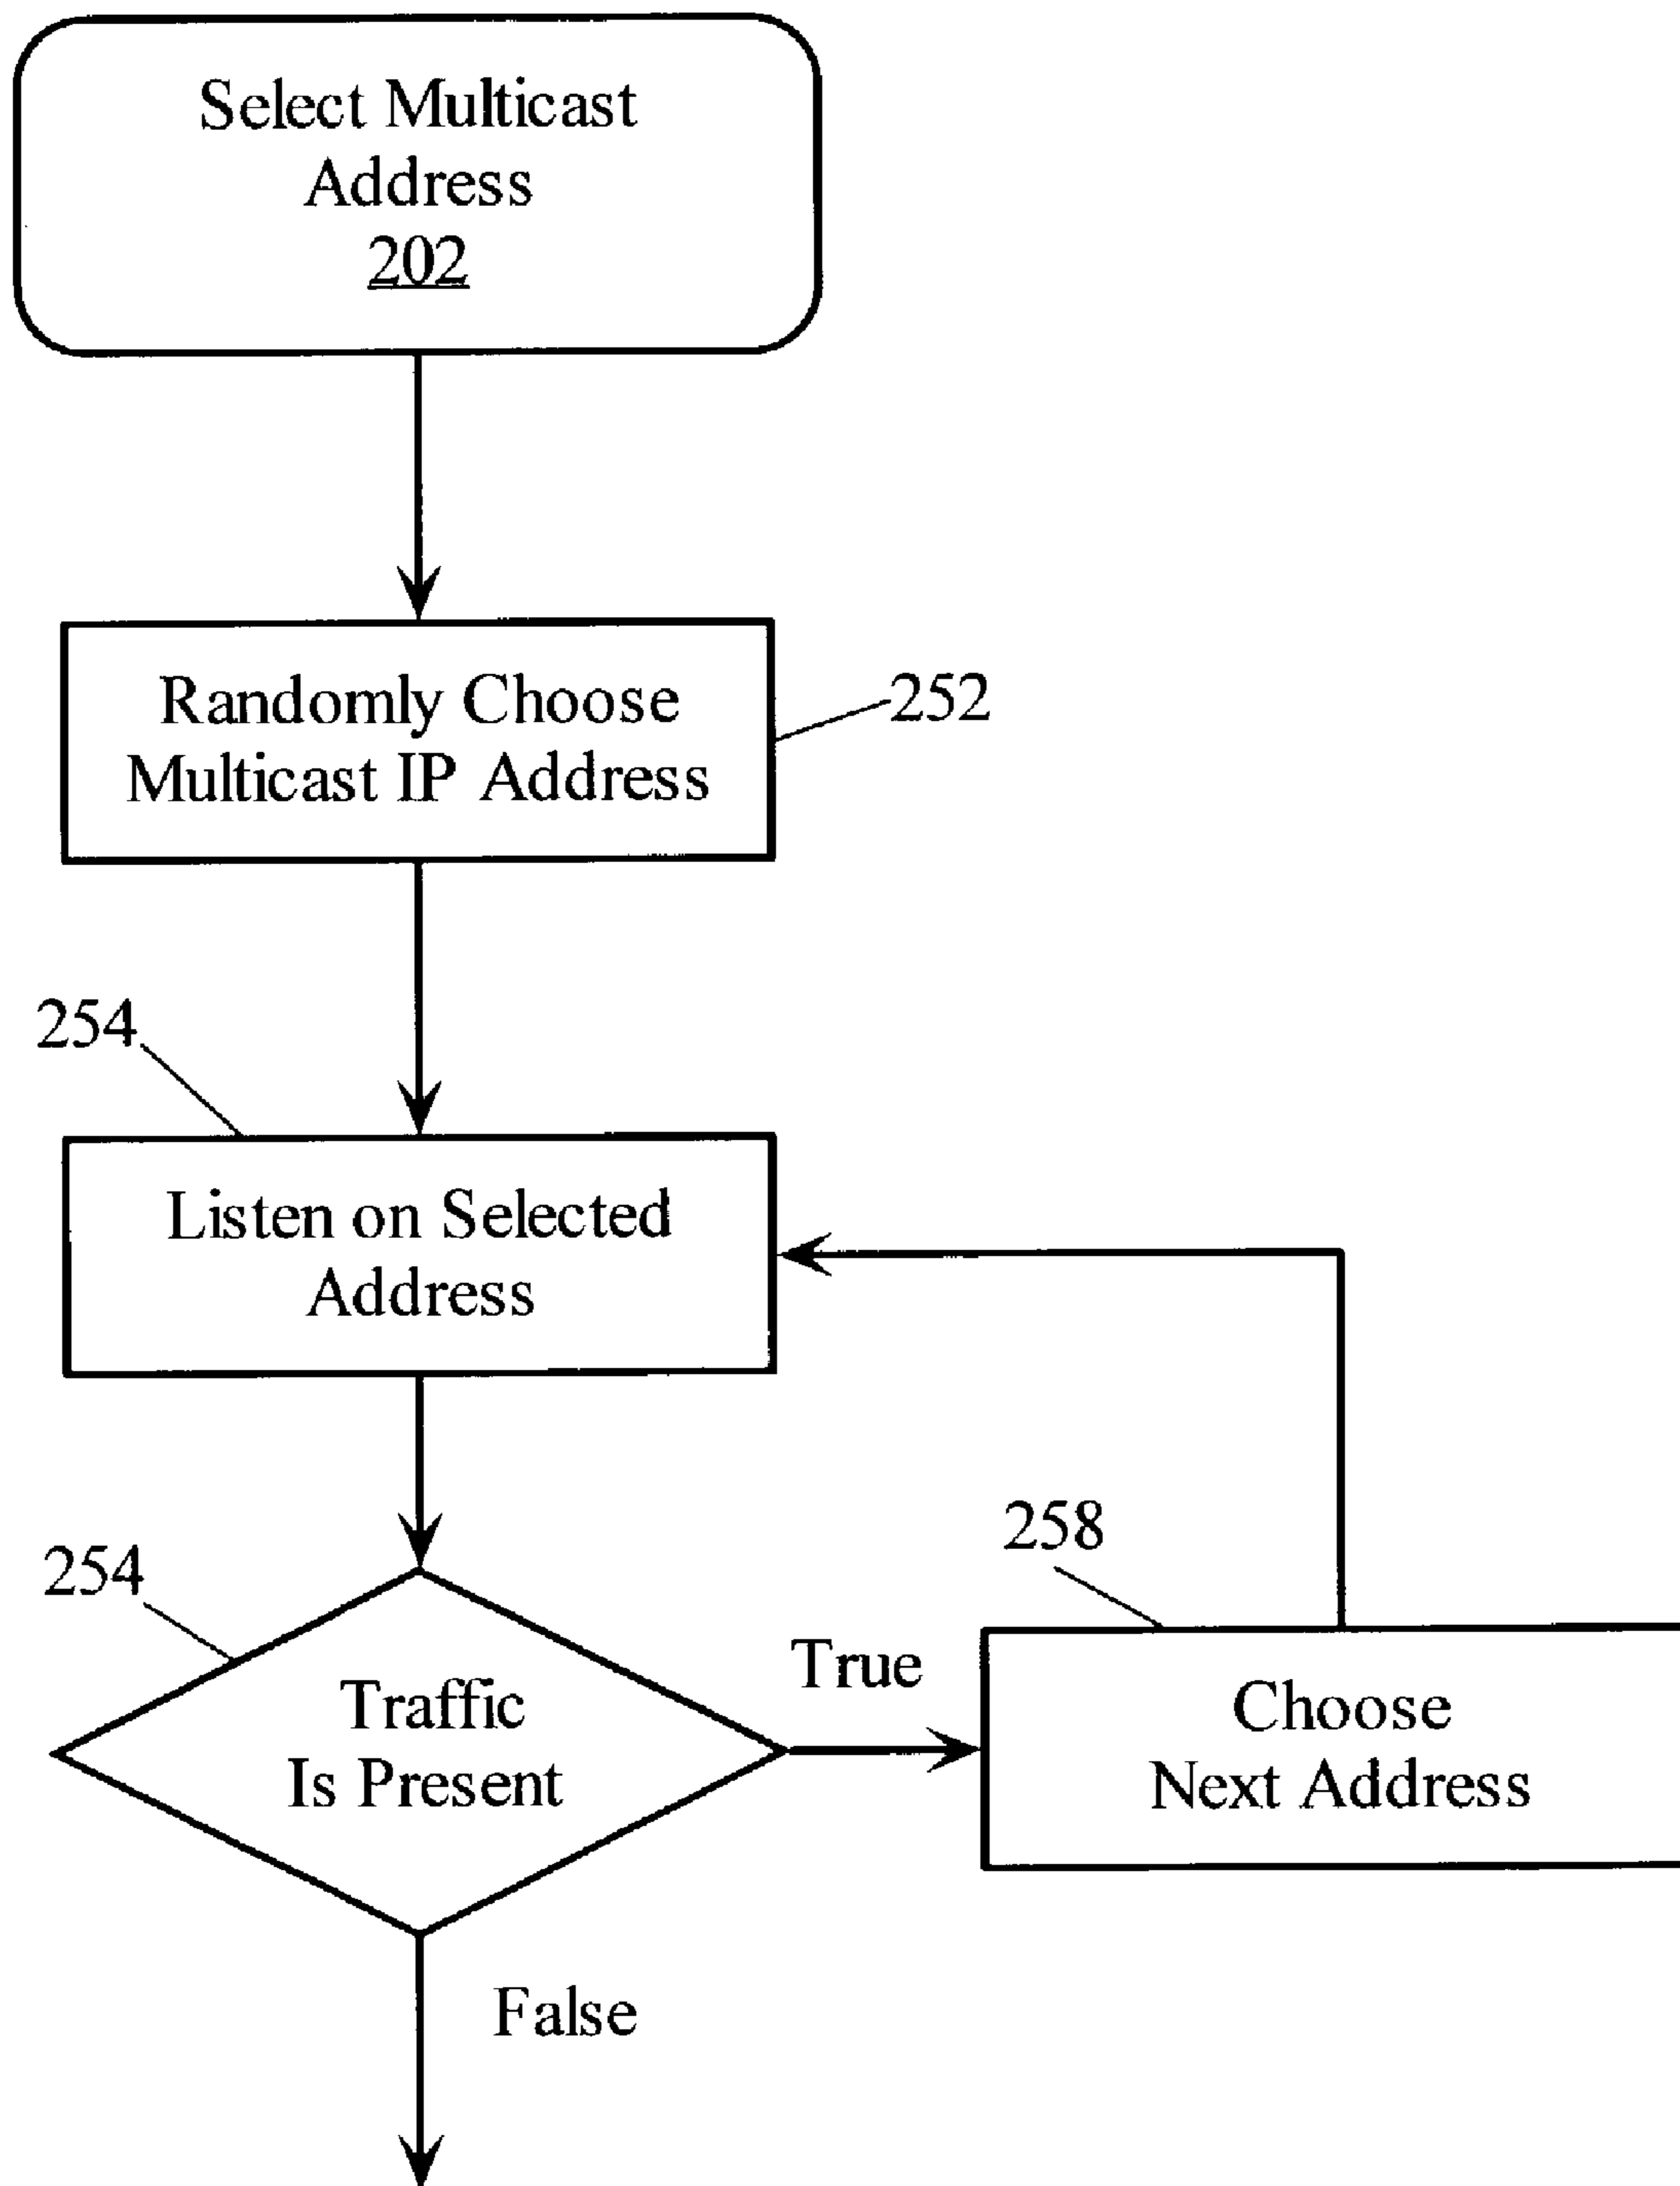 Select Multicast
Address
202
Randomly Choose
Multicast IP Address
252
254
Listen on Selected
Address
254
Traffic
Is Present
True
258
Choose
Next Address
False